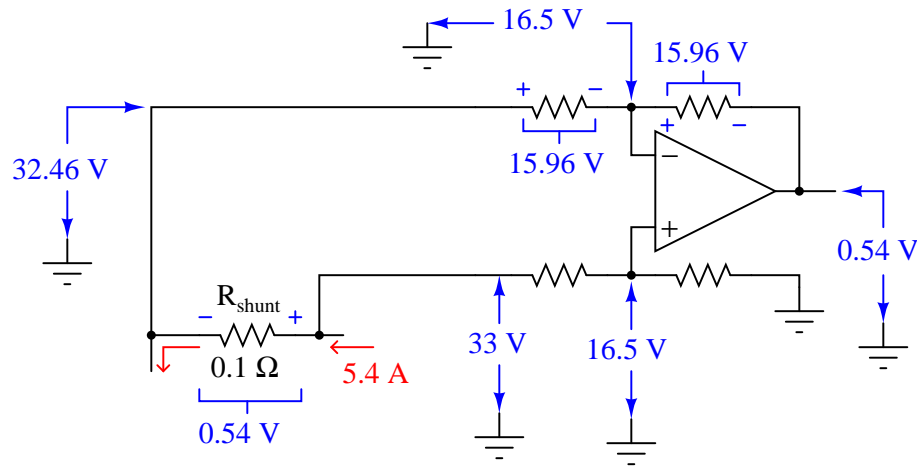 16.5 V
15.96 V
+ −
+ −
32.46 V
15.96 V
−
+
0.54 V
R shunt
− +
0.1 Ω
5.4 A
33 V
16.5 V
0.54 V